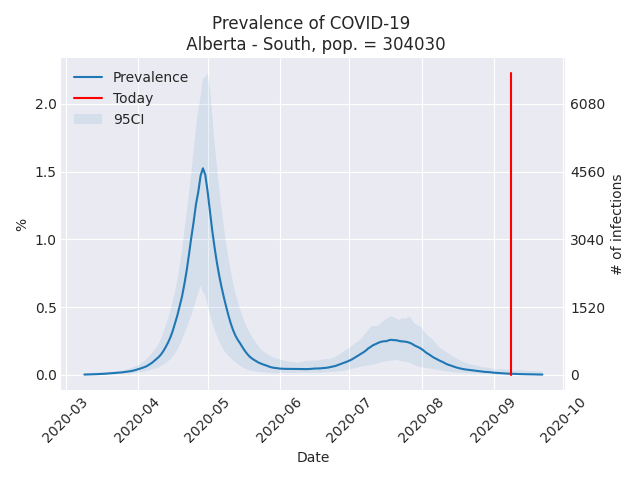 Prevalence of COVID-19
Alberta - South, pop. = 304030
Prevalence
Today
95CI
2.0
1.5
1.0
0.5
0.0
%
6080
4560
3040
1520
0
# of infections
2020-03
2020-04
2020-05
2020-06
2020-07
2020-08
2020-09
2020-10
Date